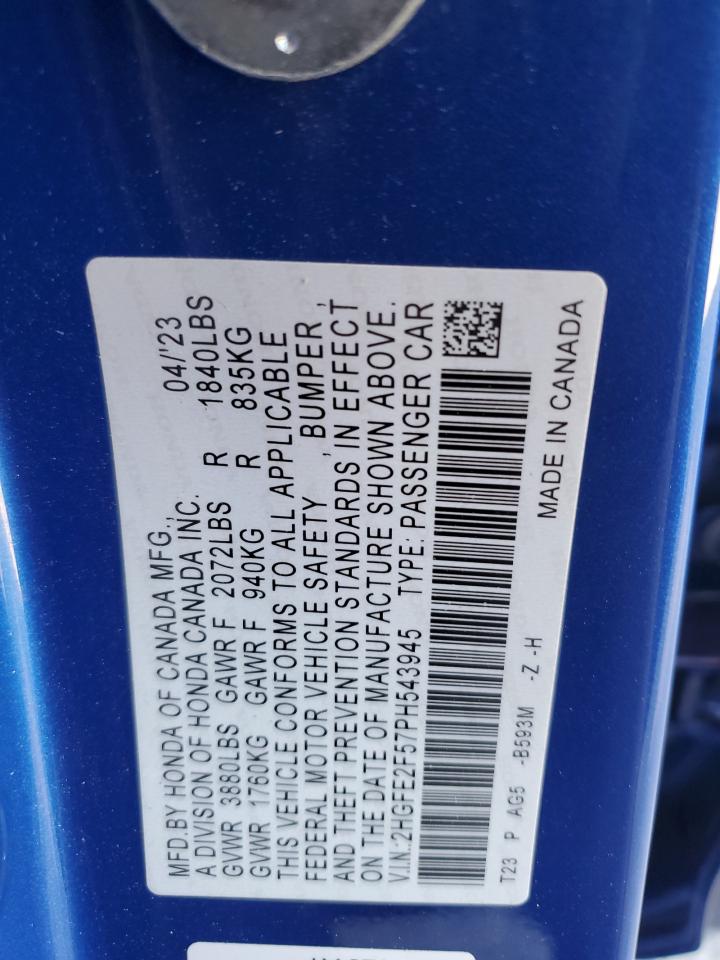 MFD.BY HONDA OF CANADA MFG., 04/'23
A DIVISION OF HONDA CANADA INC.
GVWR 3880LBS GAWR F 2072LBS R 1840LBS
GVWR 1760KG GAWR F 940KG R 835KG
THIS VEHICLE CONFORMS TO ALL APPLICABLE
FEDERAL MOTOR VEHICLE SAFETY , BUMPER ,
AND THEFT PREVENTION STANDARDS IN EFFECT
ON THE DATE OF MANUFACTURE SHOWN ABOVE.
V.I.N.:2HGFE2F57PH543945 TYPE: PASSENGER CAR
T23 P AG5 -B593M -Z -H
MADE IN CANADA